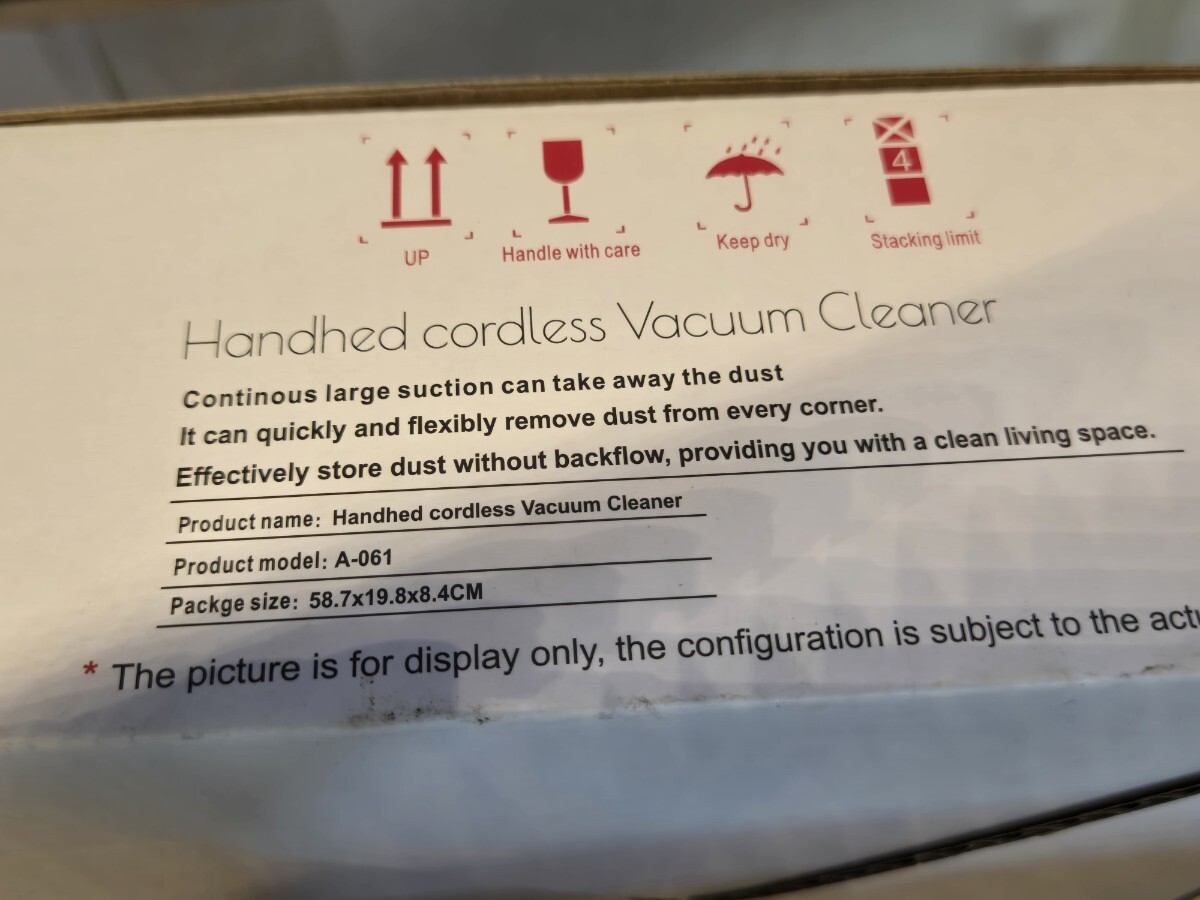 4
UP
Handle with care
Keep dry
Stacking limit
Handhed cordless Vacuum Cleaner
Continous large suction can take away the dust
It can quickly and flexibly remove dust from every corner.
Effectively store dust without backflow, providing you with a clean living space.
Product name: Handhed cordless Vacuum Cleaner
Product model: A-061
Packge size: 58.7x19.8x8.4CM
* The picture is for display only, the configuration is subject to the